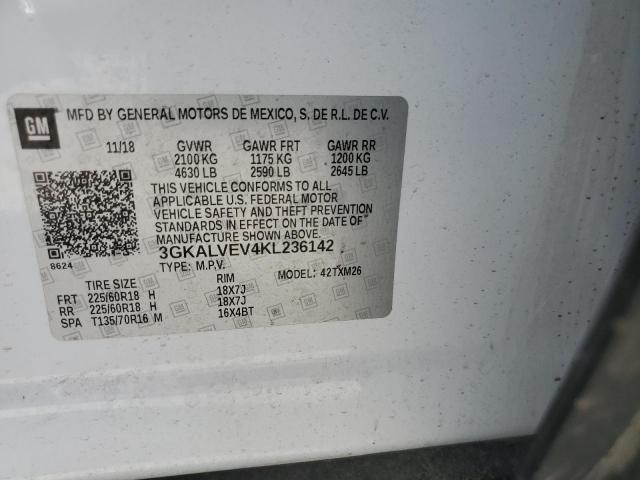 GM
MFD BY GENERAL MOTORS DE MEXICO, S. DE R.L. DE C.V.
11/18 GVWR GAWR FRT GAWR RR
2100 KG 1175 KG 1200 KG
4630 LB 2590 LB 2645 LB
THIS VEHICLE CONFORMS TO ALL
APPLICABLE U.S. FEDERAL MOTOR
VEHICLE SAFETY AND THEFT PREVENTION
STANDARDS IN EFFECT ON THE DATE OF
MANUFACTURE SHOWN ABOVE.
8624 3GKALVEV4KL236142
TYPE: M.P.V. MODEL: 42TXM26
TIRE SIZE RIM
FRT 225/60R18 H 18X7J
RR 225/60R18 H 18X7J
SPA T135/70R16 M 16X4BT